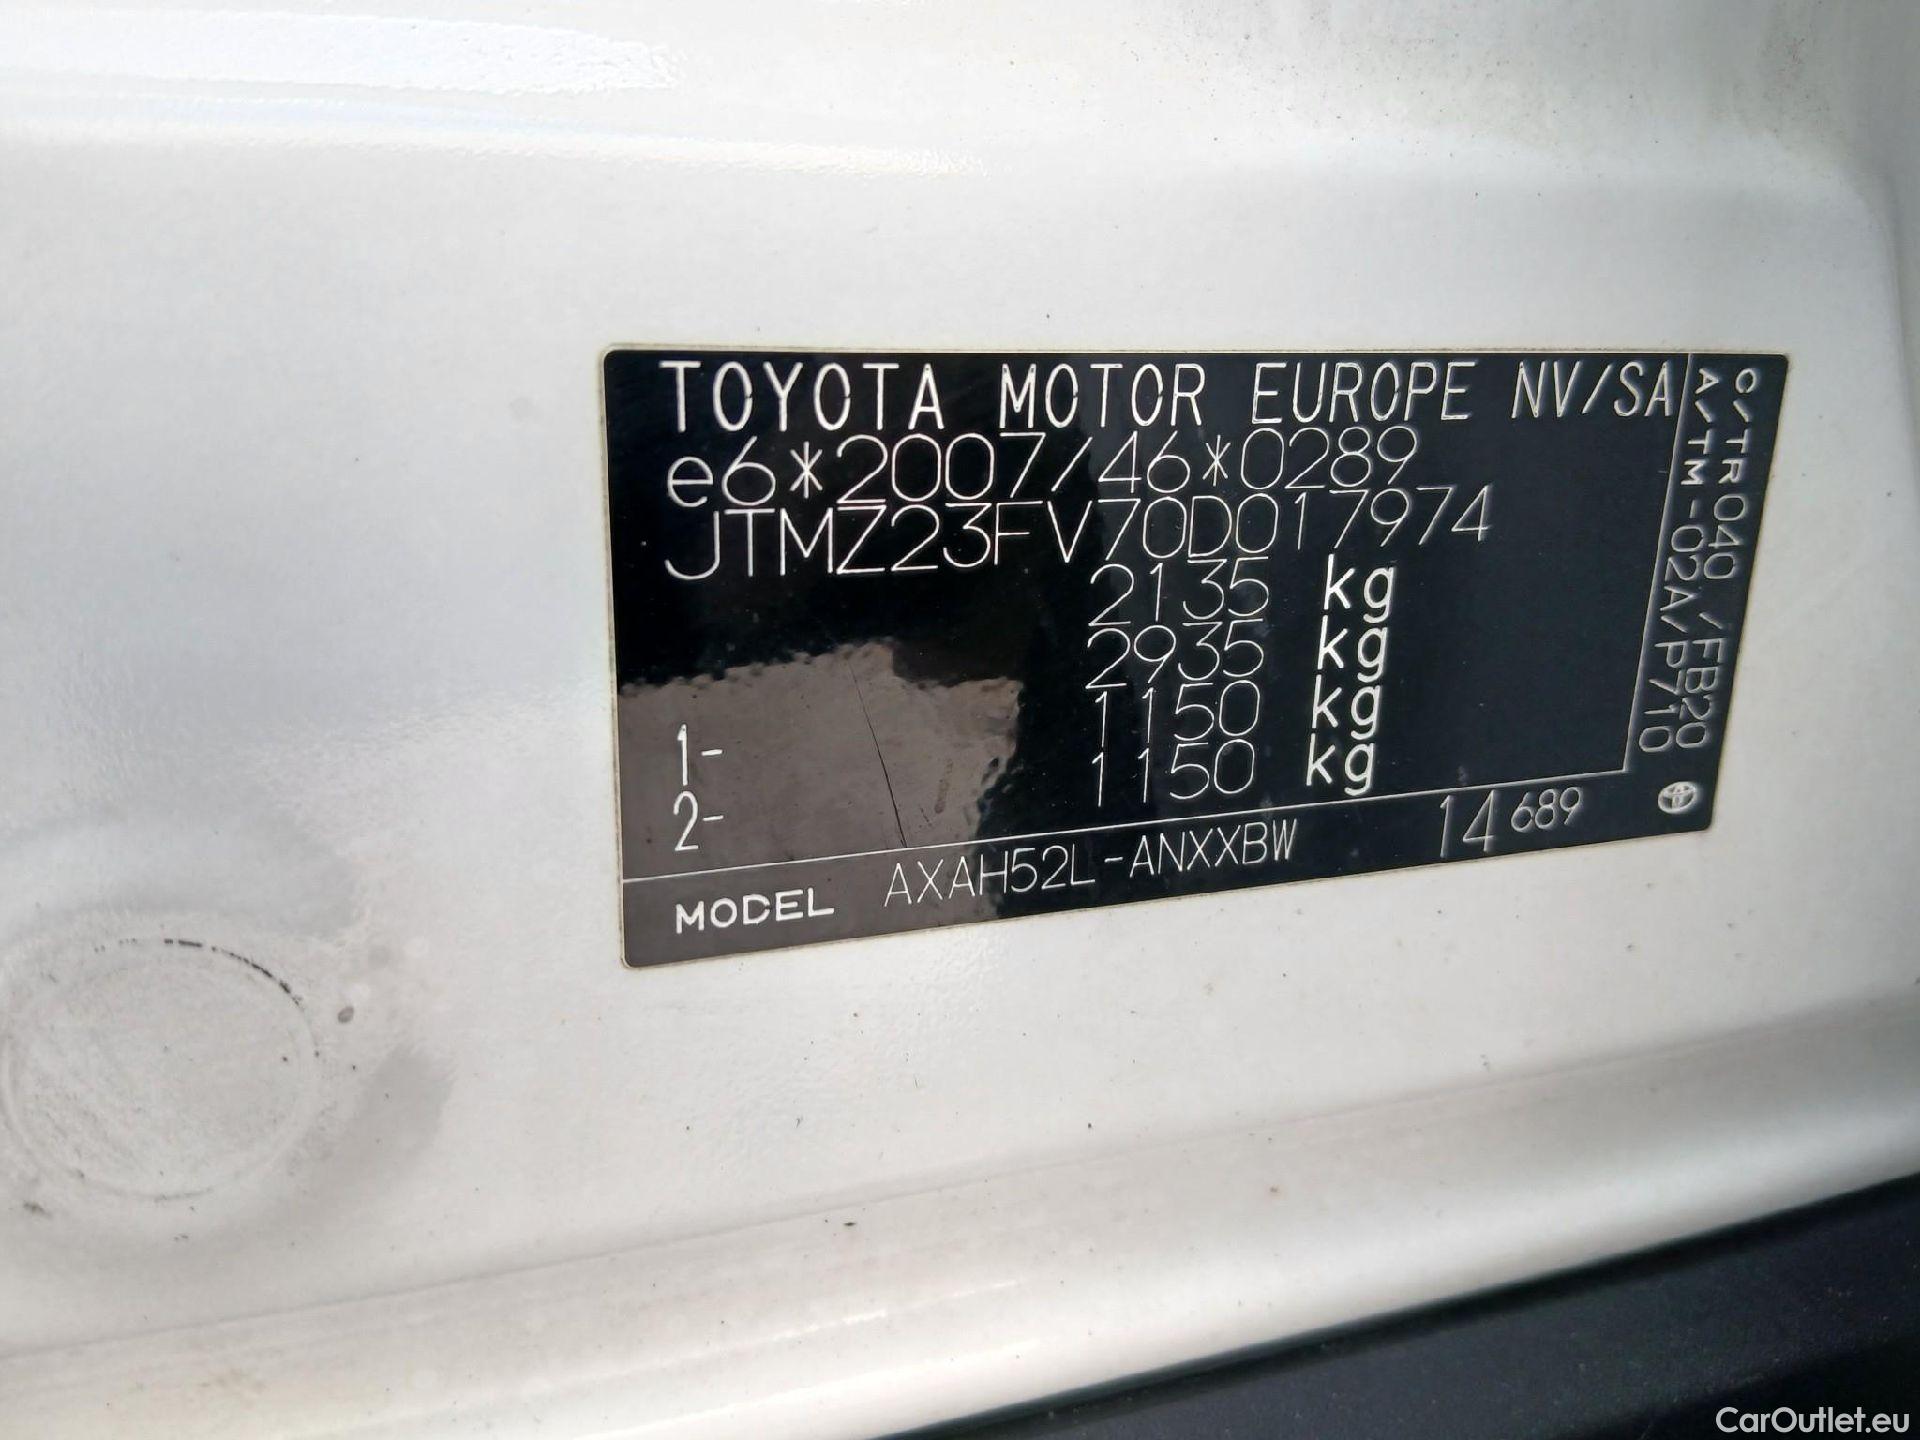 TOYOTA MOTOR EUROPE NV/SA
e6*2007/46*0289
JTMZ23FV70D017974
2135 kg
2935 kg
1- 1150 kg
2- 1150 kg
MODEL AXAH52L-ANXXBW 14 689
C/TR 040 / FB20
A/TM -02A/P710
CarOutlet.eu